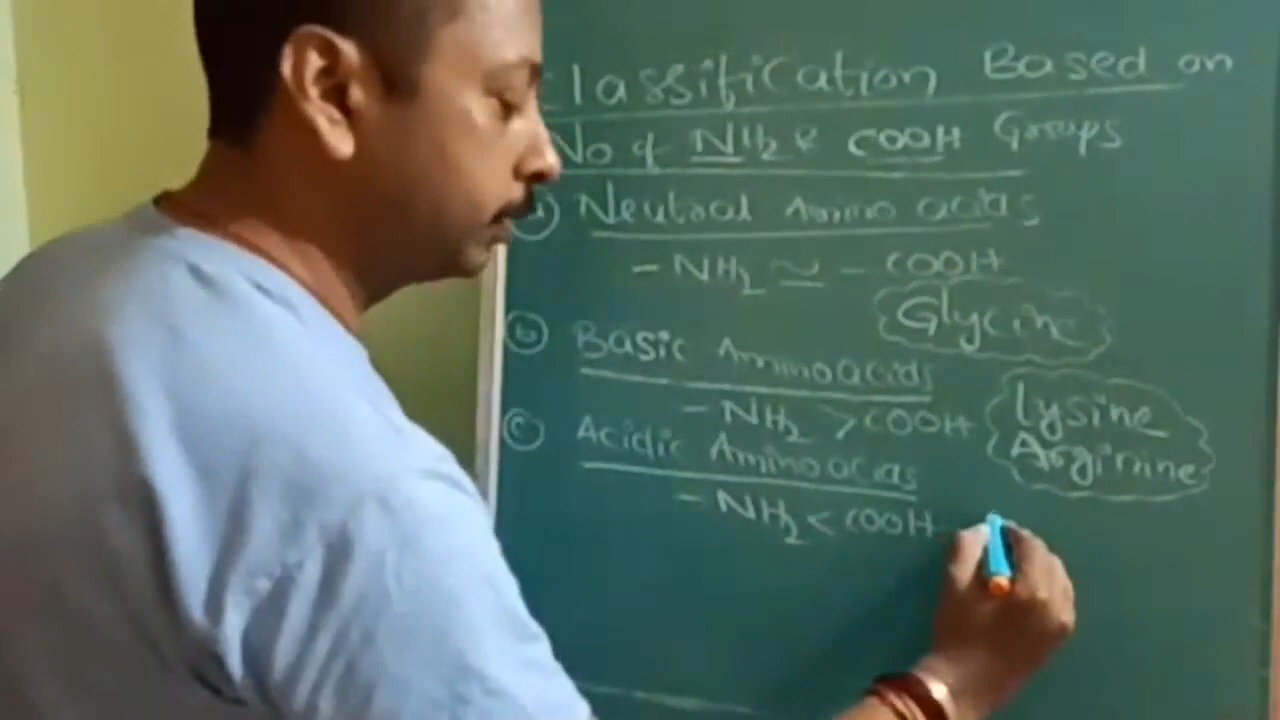 Classification Based on
No of NH₂ & COOH Groups
a) Neutral Amino acids
- NH₂ ≃ - COOH
Glycine
b) Basic Amino acids
- NH₂ > COOH
Lysine
Arginine
c) Acidic Amino acids
- NH₂ < COOH